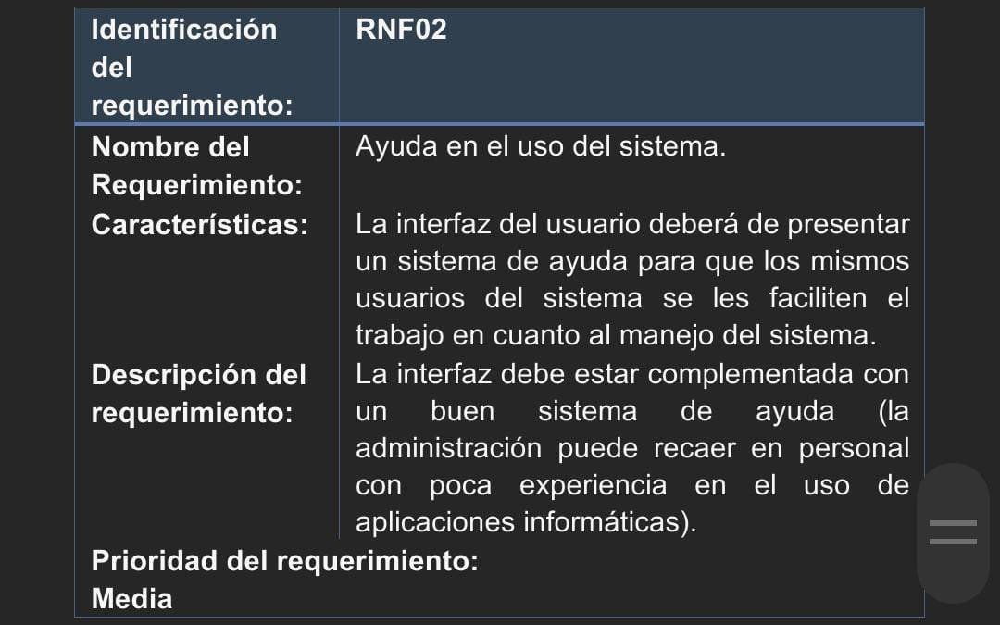 Identificación
del
requerimiento:
RNF02
Nombre del
Requerimiento:
Ayuda en el uso del sistema.
Características:
La interfaz del usuario deberá de presentar
un sistema de ayuda para que los mismos
usuarios del sistema se les faciliten el
trabajo en cuanto al manejo del sistema.
Descripción del
requerimiento:
La interfaz debe estar complementada con
un buen sistema de ayuda (la
administración puede recaer en personal
con poca experiencia en el uso de
aplicaciones informáticas).
Prioridad del requerimiento:
Media